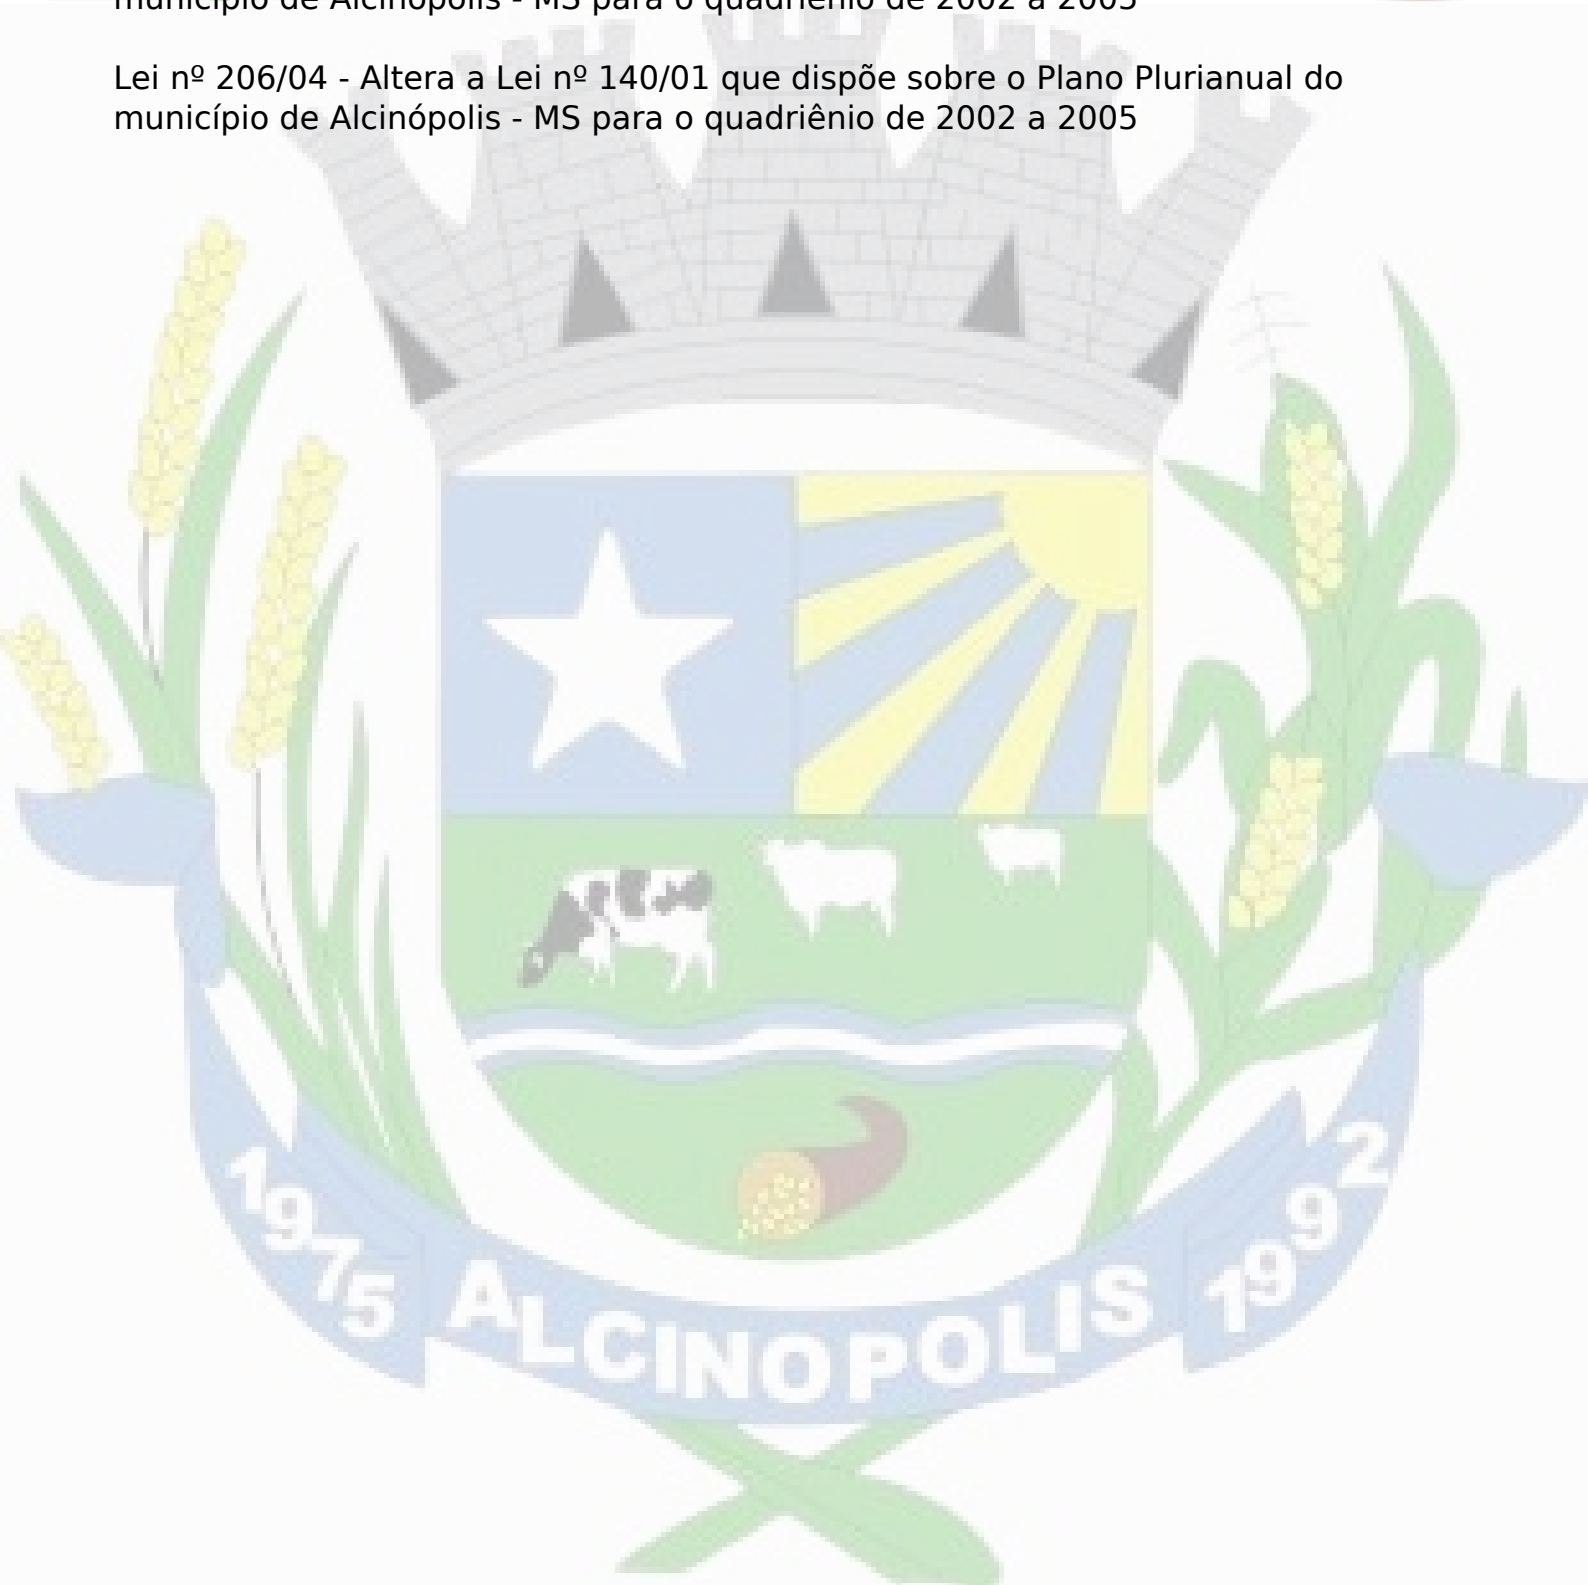 município de Alcinópolis - MS para o quadriênio de 2002 a 2005
Lei nº 206/04 - Altera a Lei nº 140/01 que dispõe sobre o Plano Plurianual do
município de Alcinópolis - MS para o quadriênio de 2002 a 2005
1975
ALCINOPOLIS
1992